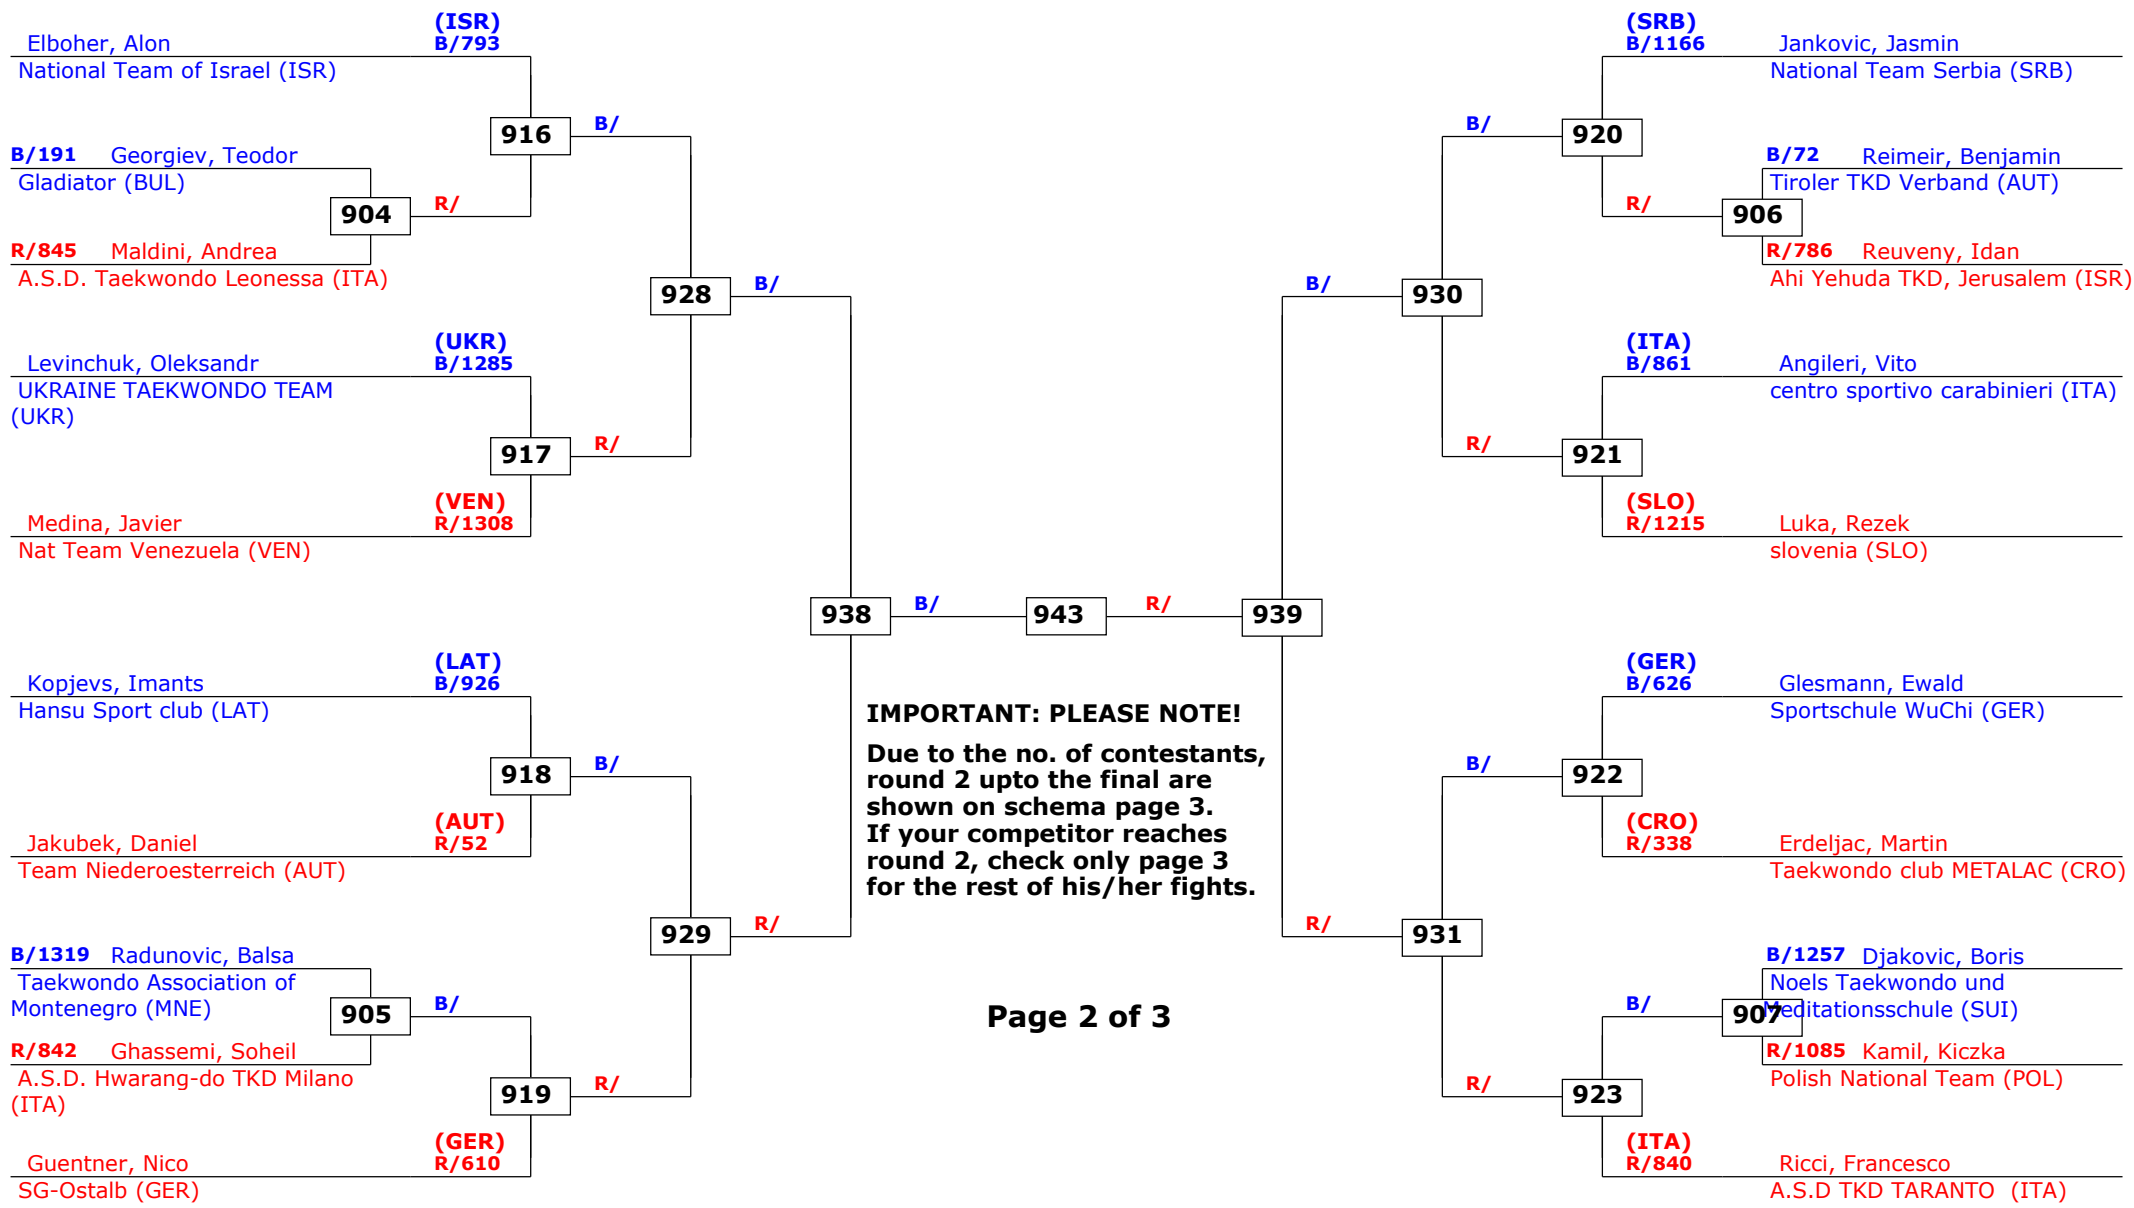 (ISR)
Elboher, Alon B/793
National Team of Israel (ISR)
916 B/
B/191 Georgiev, Teodor
Gladiator (BUL)
904 R/
R/845 Maldini, Andrea
A.S.D. Taekwondo Leonessa (ITA)
928 B/
(UKR)
Levinchuk, Oleksandr B/1285
UKRAINE TAEKWONDO TEAM
(UKR)
917 R/
(VEN)
Medina, Javier R/1308
Nat Team Venezuela (VEN)
938 B/ 943 R/ 939
(LAT)
Kopjevs, Imants B/926
Hansu Sport club (LAT)
918 B/
(AUT)
Jakubek, Daniel R/52
Team Niederoesterreich (AUT)
929 R/
B/1319 Radunovic, Balsa
Taekwondo Association of
Montenegro (MNE)
905 B/
R/842 Ghassemi, Soheil
A.S.D. Hwarang-do TKD Milano
(ITA)
919 R/
(GER)
Guentner, Nico R/610
SG-Ostalb (GER)
IMPORTANT: PLEASE NOTE!
Due to the no. of contestants,
round 2 upto the final are
shown on schema page 3.
If your competitor reaches
round 2, check only page 3
for the rest of his/her fights.
Page 2 of 3
(SRB)
B/1166 Jankovic, Jasmin
National Team Serbia (SRB)
B/ 920
B/72 Reimeir, Benjamin
Tiroler TKD Verband (AUT)
R/ 906
R/786 Reuveny, Idan
Ahi Yehuda TKD, Jerusalem (ISR)
B/ 930
(ITA)
B/861 Angileri, Vito
centro sportivo carabinieri (ITA)
R/ 921
(SLO)
R/1215 Luka, Rezek
slovenia (SLO)
(GER)
B/626 Glesmann, Ewald
Sportschule WuChi (GER)
B/ 922
(CRO)
R/338 Erdeljac, Martin
Taekwondo club METALAC (CRO)
R/ 931
B/1257 Djakovic, Boris
Noels Taekwondo und
Meditationsschule (SUI)
B/ 907
R/1085 Kamil, Kiczka
Polish National Team (POL)
R/ 923
(ITA)
R/840 Ricci, Francesco
A.S.D TKD TARANTO (ITA)